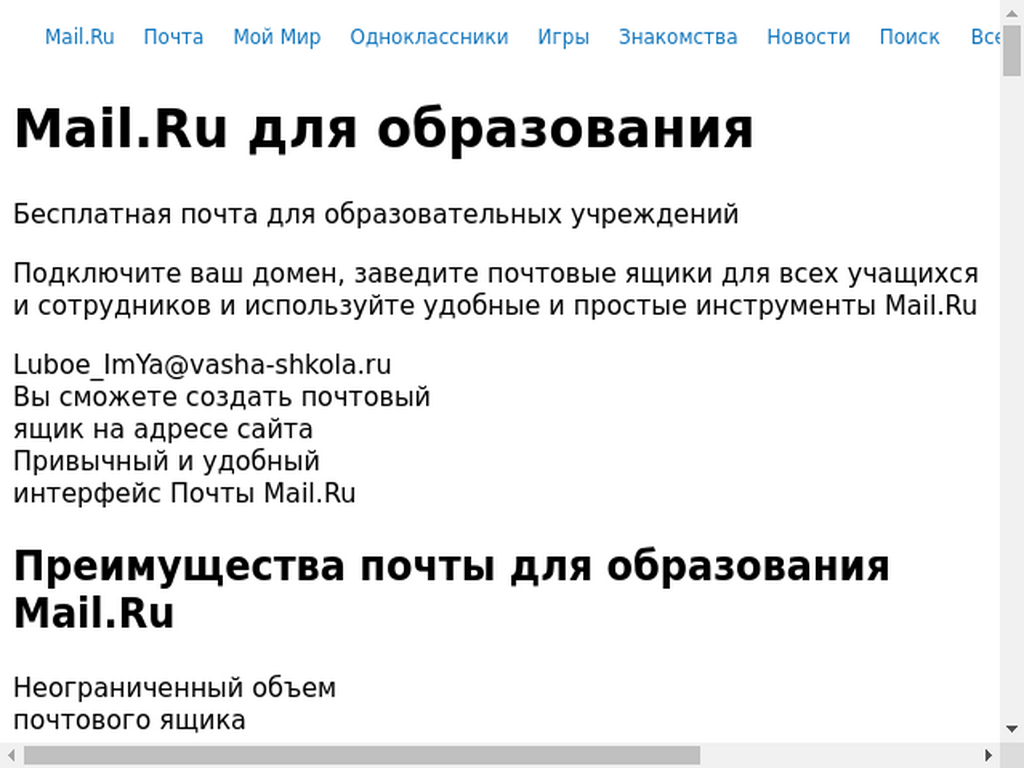 Mail.Ru Почта Мой Мир Одноклассники Игры Знакомства Новости Поиск Все
Mail.Ru для образования
Бесплатная почта для образовательных учреждений
Подключите ваш домен, заведите почтовые ящики для всех учащихся
и сотрудников и используйте удобные и простые инструменты Mail.Ru
Luboe_ImYa@vasha-shkola.ru
Вы сможете создать почтовый
ящик на адресе сайта
Привычный и удобный
интерфейс Почты Mail.Ru
Преимущества почты для образования
Mail.Ru
Неограниченный объем
почтового ящика